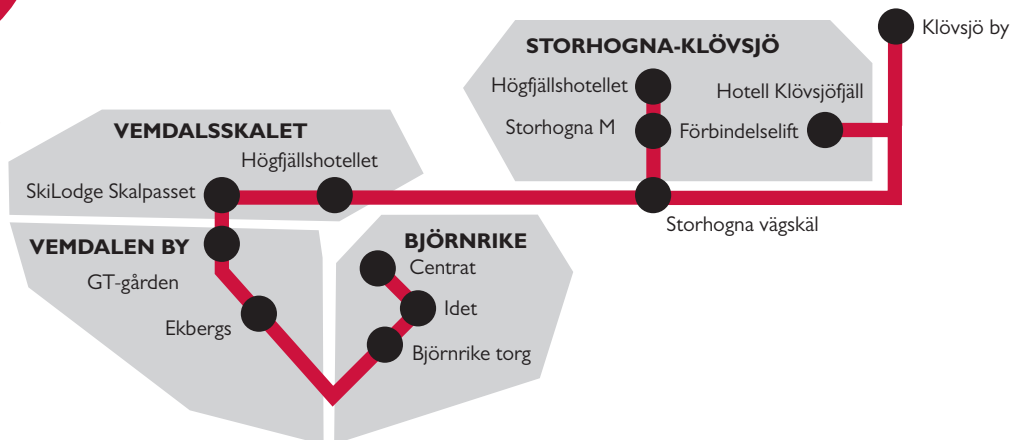 Klövsjö by
STORHOGNA-KLÖVSJÖ
Högfjällshotellet
Hotell Klövsjöfjäll
Storhogna M
Förbindelselift
VEMDALSSKALET
Högfjällshotellet
SkiLodge Skalpasset
Storhogna vägskäl
VEMDALEN BY
GT-gården
Ekbergs
BJÖRNRIKE
Centrat
Idet
Björnrike torg